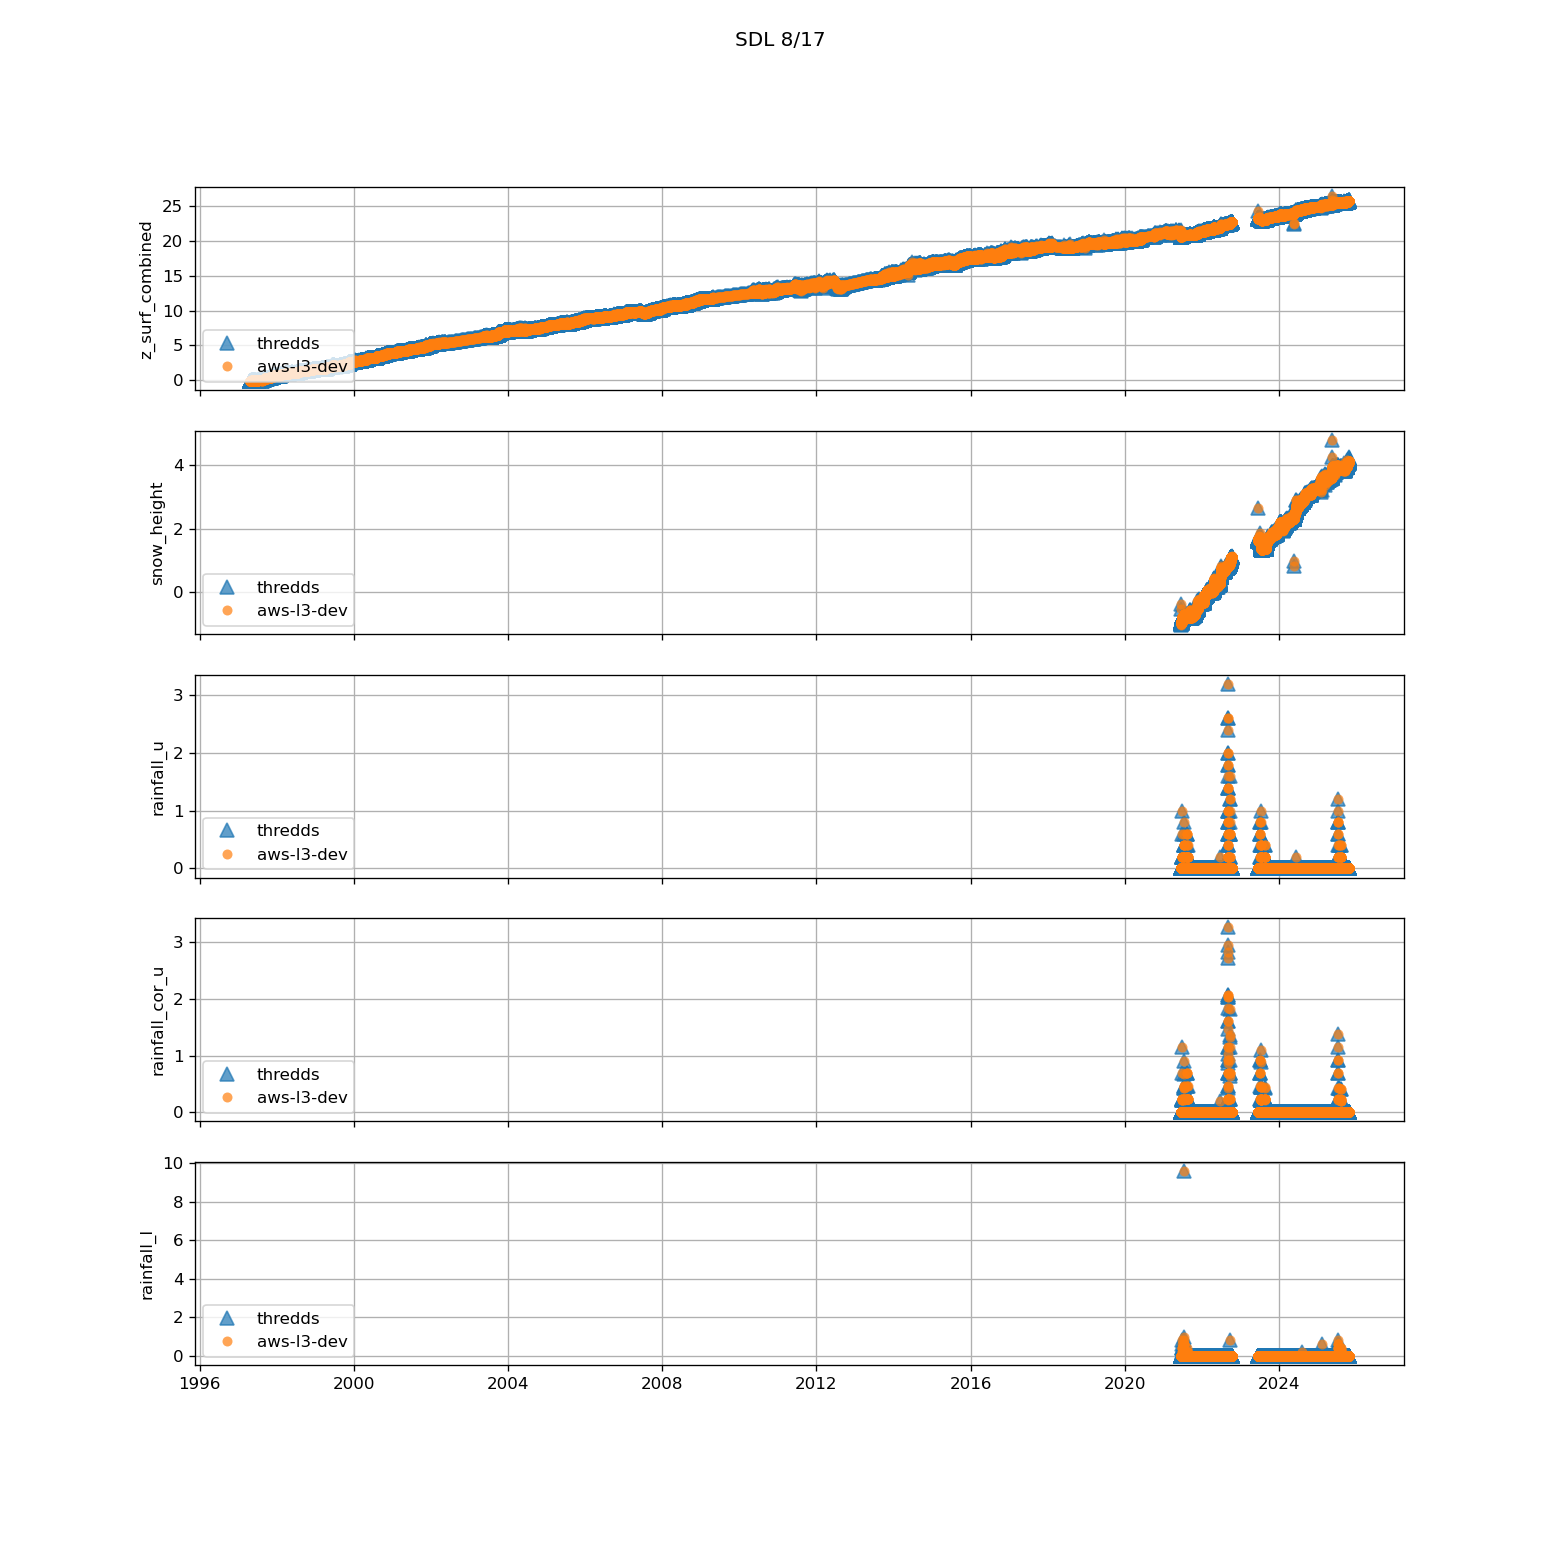 SDL 8/17
z_surf_combined
25
20
15
10
5
0
thredds
aws-l3-dev
snow_height
4
2
0
thredds
aws-l3-dev
rainfall_u
3
2
1
0
thredds
aws-l3-dev
rainfall_cor_u
3
2
1
0
thredds
aws-l3-dev
rainfall_l
10
8
6
4
2
0
thredds
aws-l3-dev
1996 2000 2004 2008 2012 2016 2020 2024